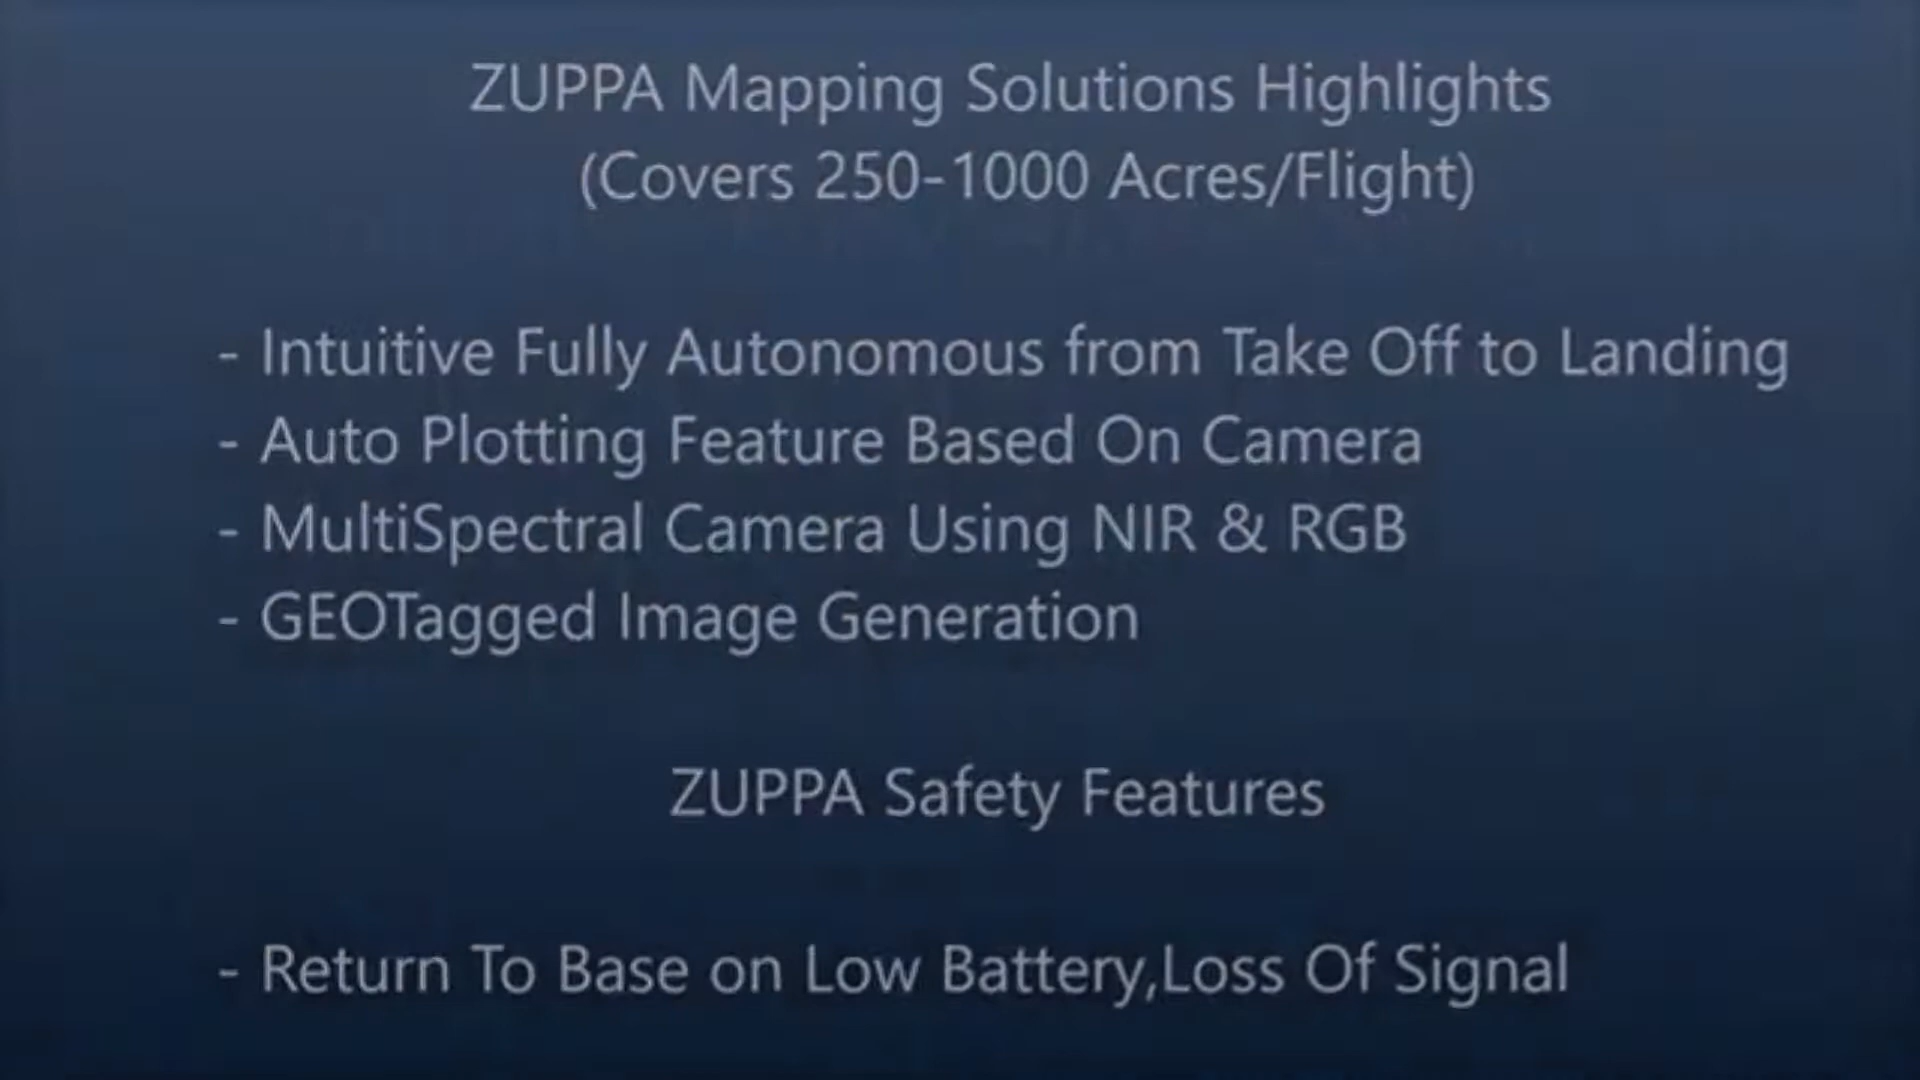 ZUPPA Mapping Solutions Highlights
(Covers 250-1000 Acres/Flight)
- Intuitive Fully Autonomous from Take Off to Landing
- Auto Plotting Feature Based On Camera
- MultiSpectral Camera Using NIR & RGB
- GEOTagged Image Generation
ZUPPA Safety Features
- Return To Base on Low Battery,Loss Of Signal